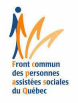 Front commun
des personnes
assistées sociales
du Québec